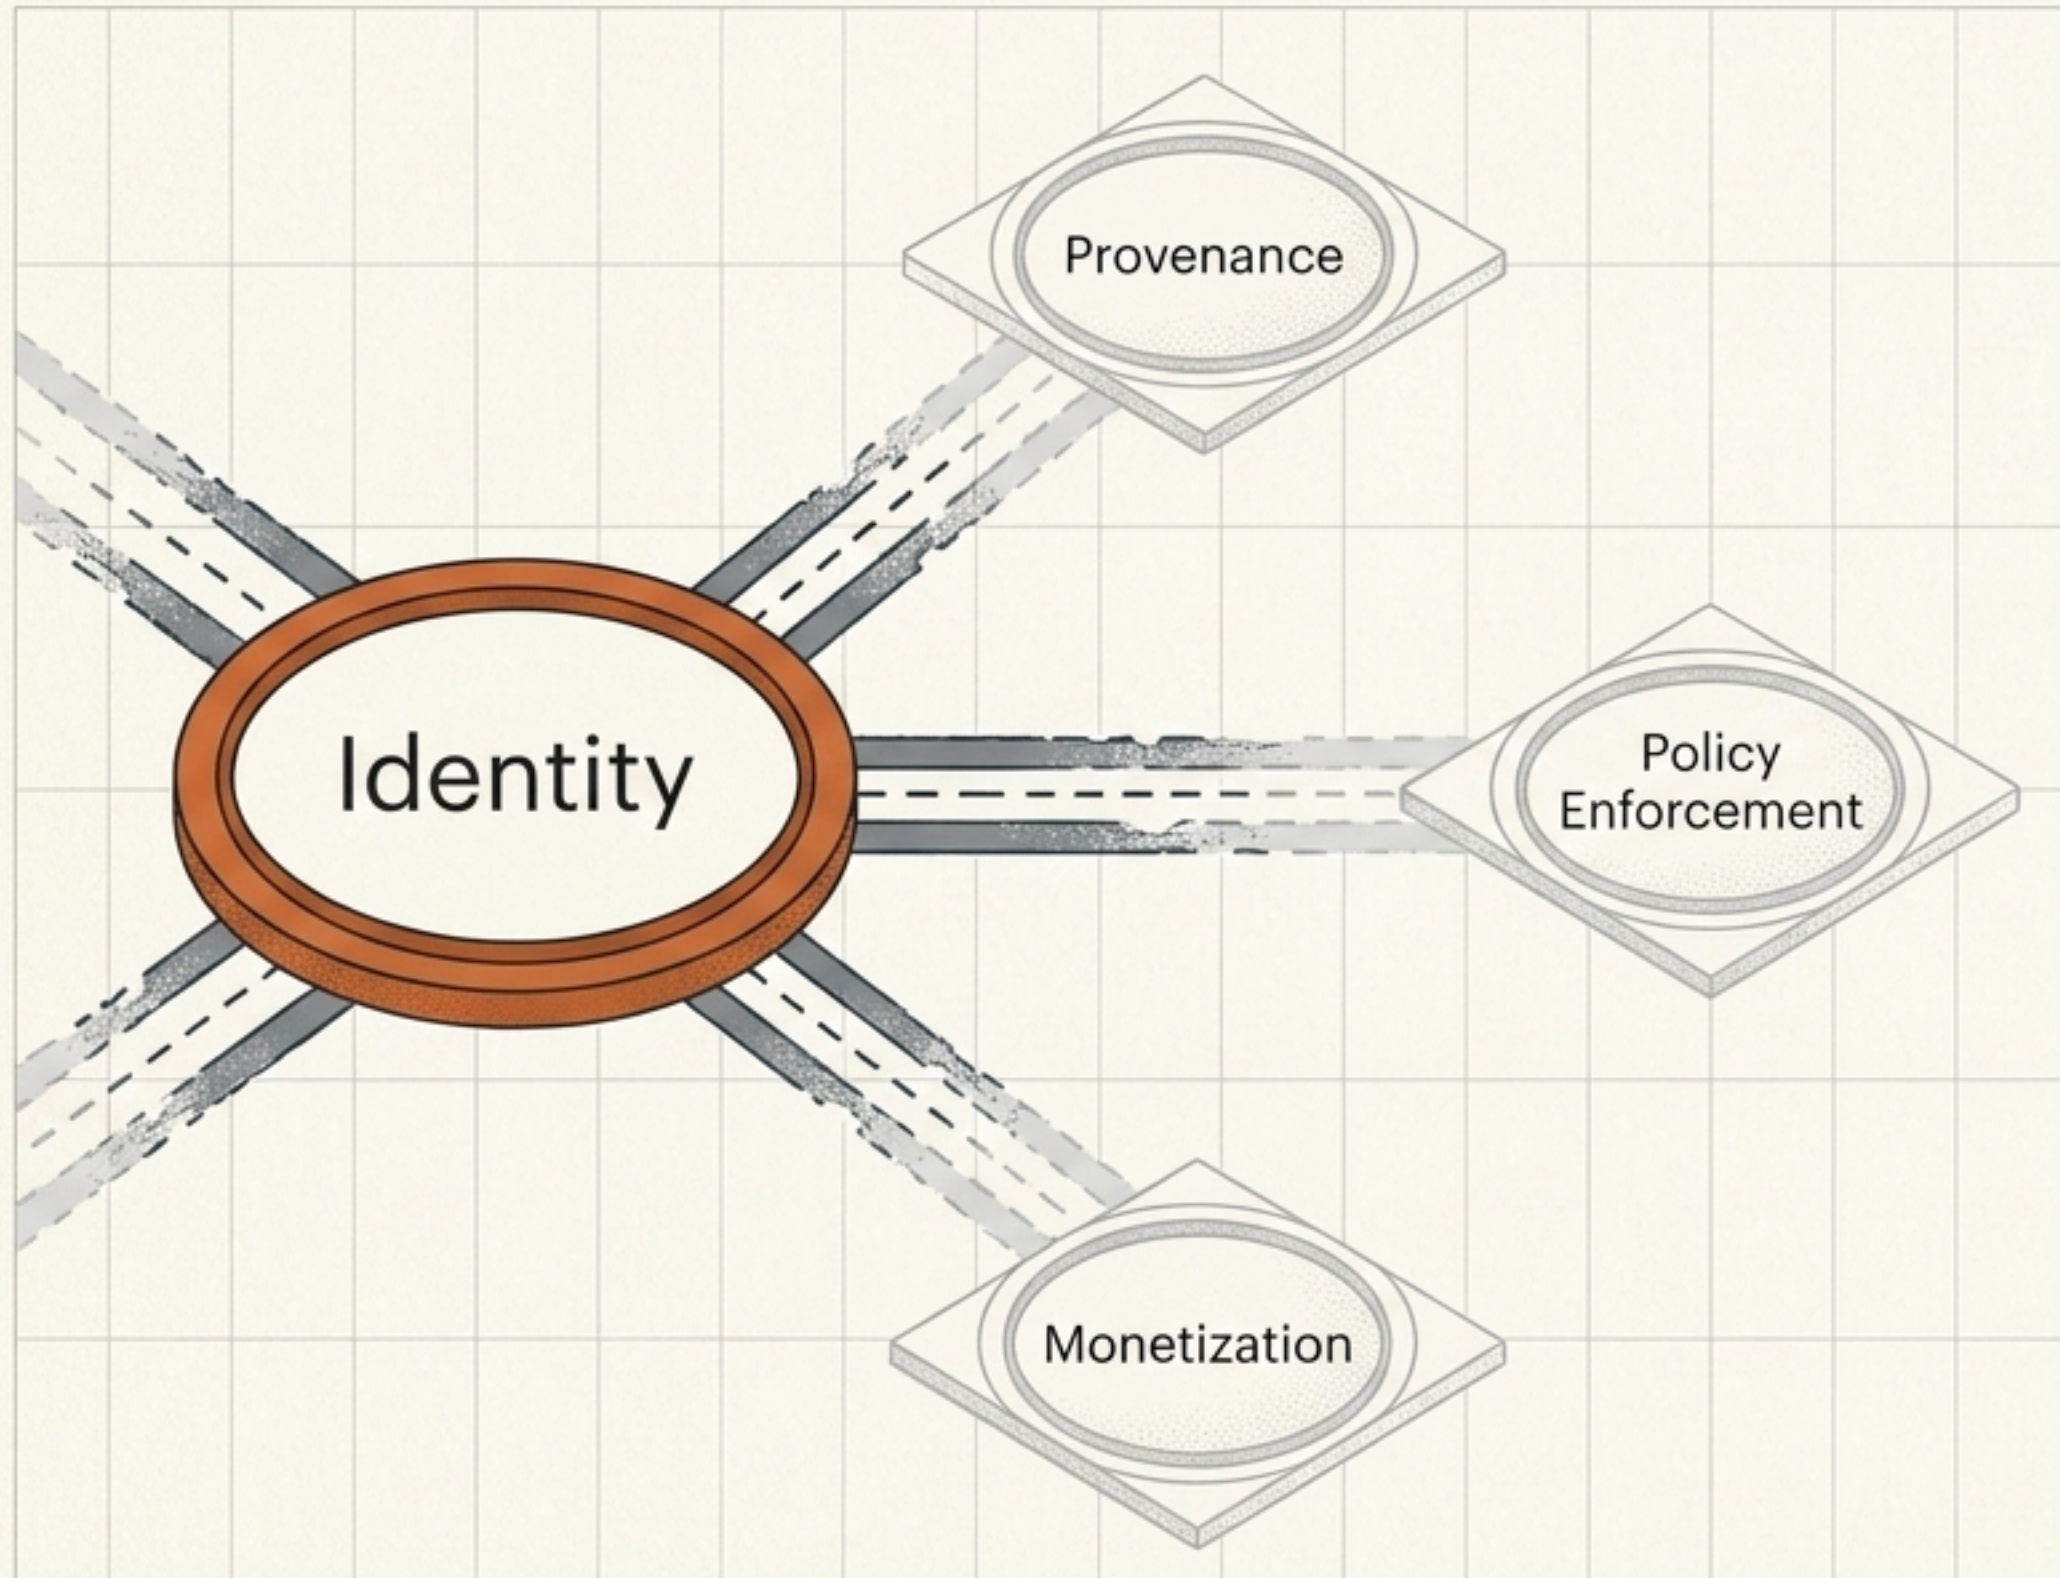 Provenance
Identity
Policy
Enforcement
Monetization